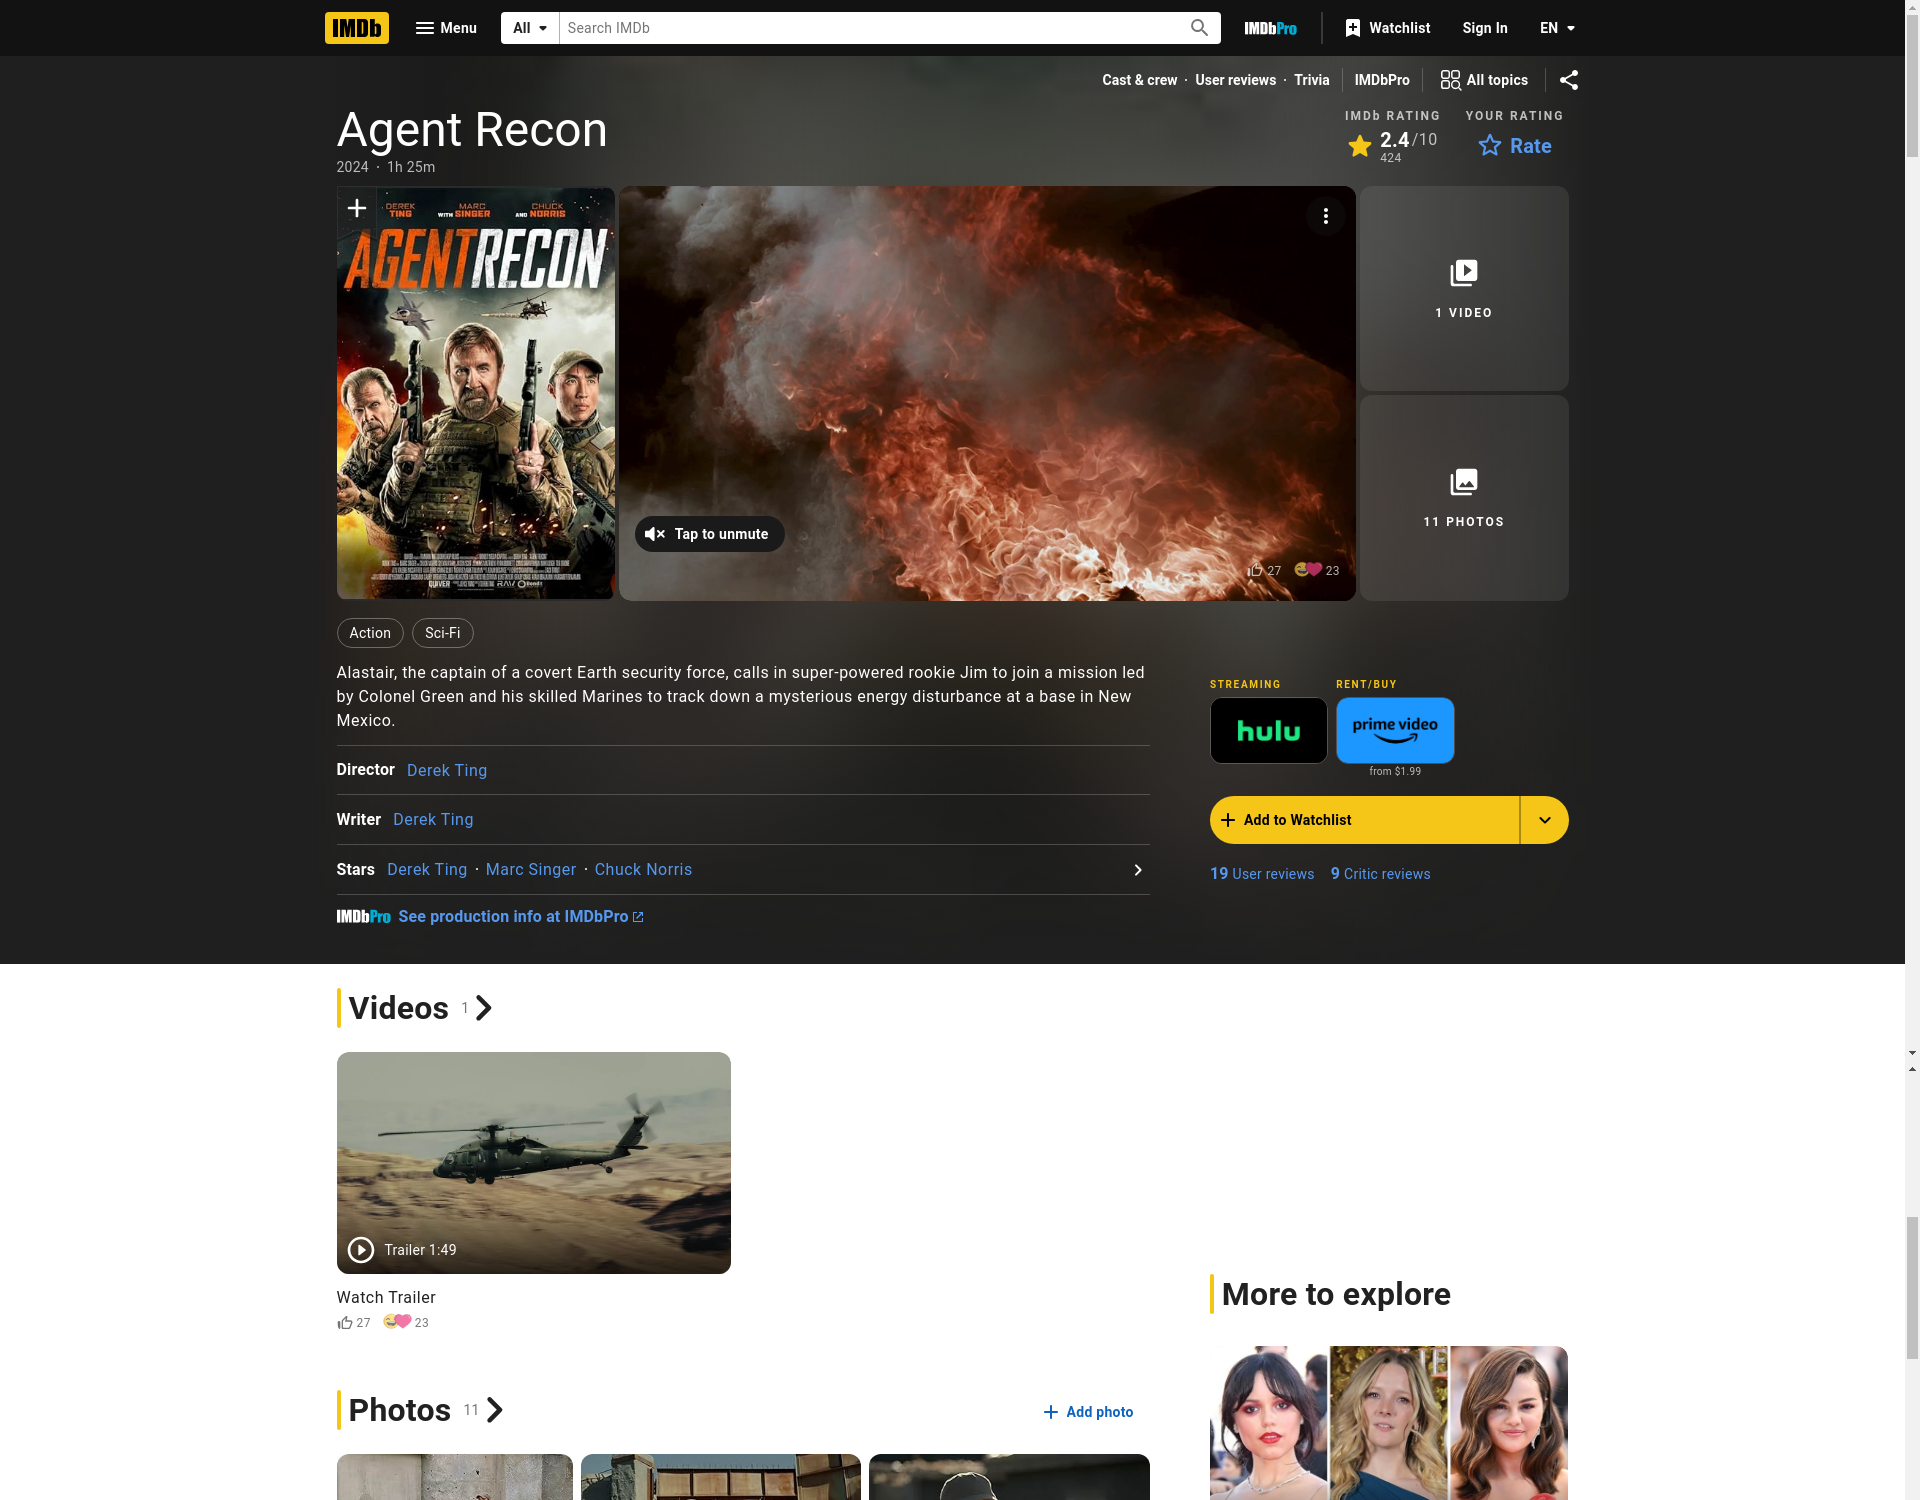 IMDb
Menu
All
Search IMDb
IMDbPro
Watchlist
Sign In
EN
Cast & crew · User reviews · Trivia
IMDbPro
All topics
Agent Recon
2024 · 1h 25m
IMDb RATING
2.4/10
424
YOUR RATING
Rate
DEREK TING
WITH MARC SINGER
AND CHUCK NORRIS
AGENT RECON
QUIVER
RAW
Tap to unmute
27
23
1 VIDEO
11 PHOTOS
Action
Sci-Fi
Alastair, the captain of a covert Earth security force, calls in super-powered rookie Jim to join a mission led
by Colonel Green and his skilled Marines to track down a mysterious energy disturbance at a base in New
Mexico.
Director Derek Ting
Writer Derek Ting
Stars Derek Ting · Marc Singer · Chuck Norris
IMDbPro See production info at IMDbPro
STREAMING
hulu
RENT/BUY
prime video
from $1.99
Add to Watchlist
19 User reviews
9 Critic reviews
Videos 1
Trailer 1:49
Watch Trailer
27
23
Photos 11
Add photo
More to explore